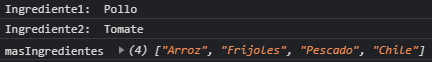 Ingrediente1:  Pollo
Ingrediente2:  Tomate
masIngredientes  ▶ (4) ["Arroz", "Frijoles", "Pescado", "Chile"]